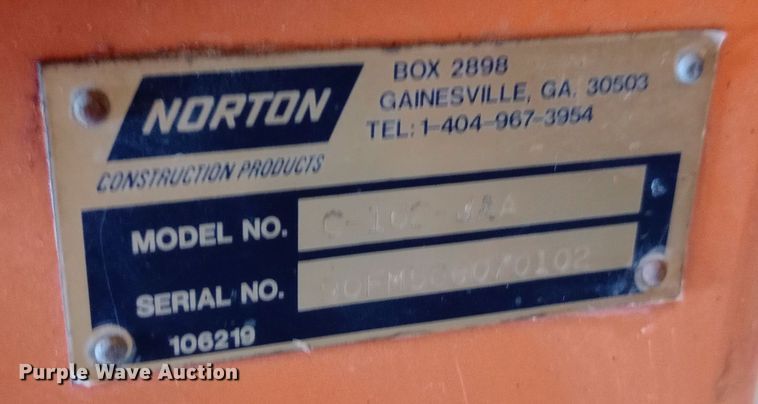 NORTON
CONSTRUCTION PRODUCTS
BOX 2898
GAINESVILLE, GA. 30503
TEL: 1-404-967-3954
MODEL NO.
SERIAL NO.
106219
Purple Wave Auction